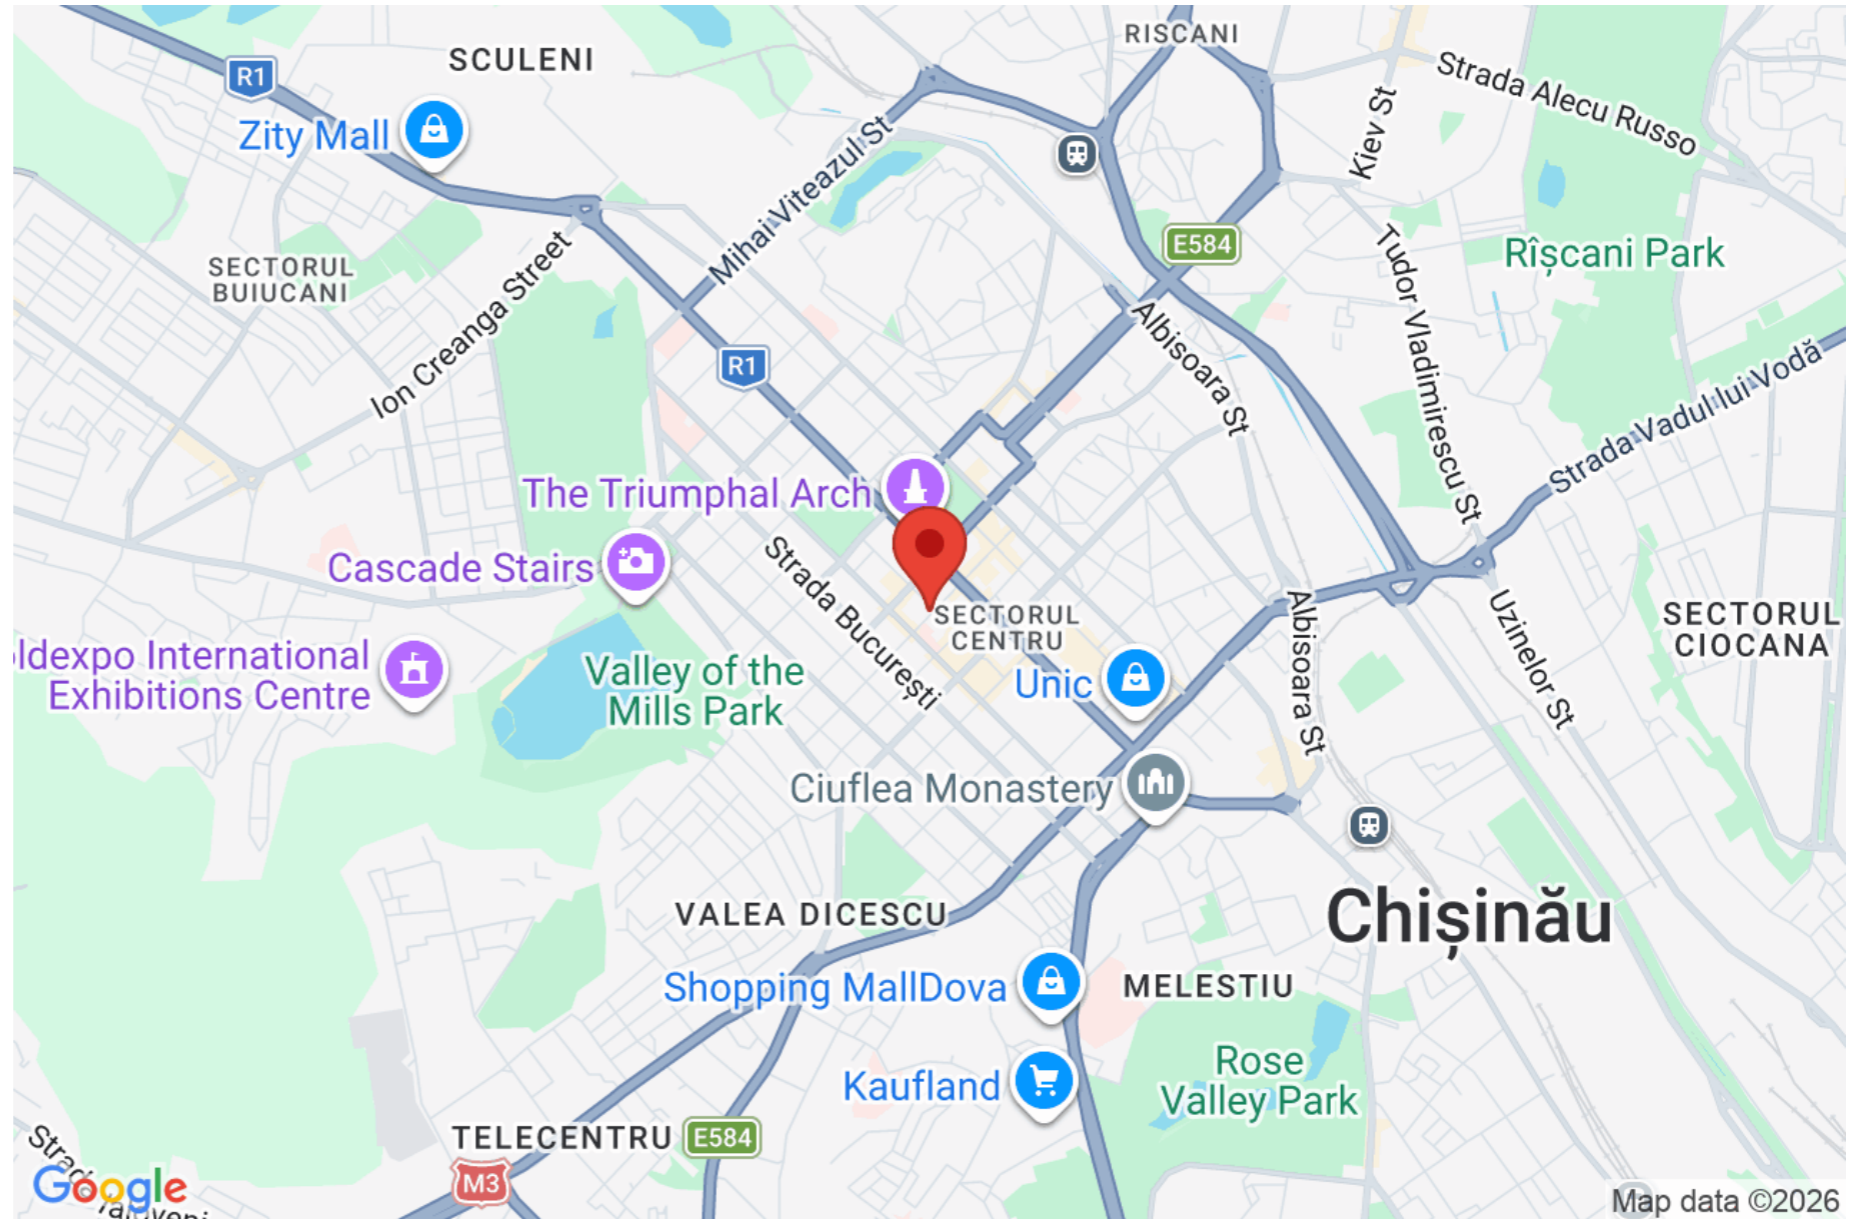 RISCANI
SCULENI
R1
Strada Alecu Russo
Zity Mall
Kiev St
Mihai Viteazul St
E584
Rîșcani Park
SECTORUL
BUIUCANI
Ion Creanga Street
Tudor Vladimirescu St
R1
Albisoara St
Strada Vadul lui Vodă
The Triumphal Arch
Cascade Stairs
Strada București
SECTORUL
CENTRU
Albisoara St
Uzinelor St
SECTORUL
CIOCANA
ldexpo International
Exhibitions Centre
Valley of the
Mills Park
Unic
Ciuflea Monastery
VALEA DICESCU
Chișinău
Shopping MallDova
MELESTIU
Kaufland
Rose
Valley Park
TELECENTRU
E584
M3
Google
Map data ©2026